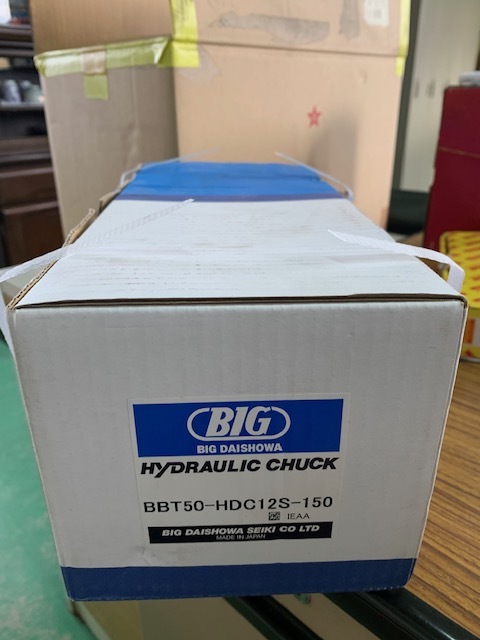 BIG
BIG DAISHOWA
HYDRAULIC CHUCK
BBT50-HDC12S-150
IEAA
BIG DAISHOWA SEIKI CO LTD
MADE IN JAPAN